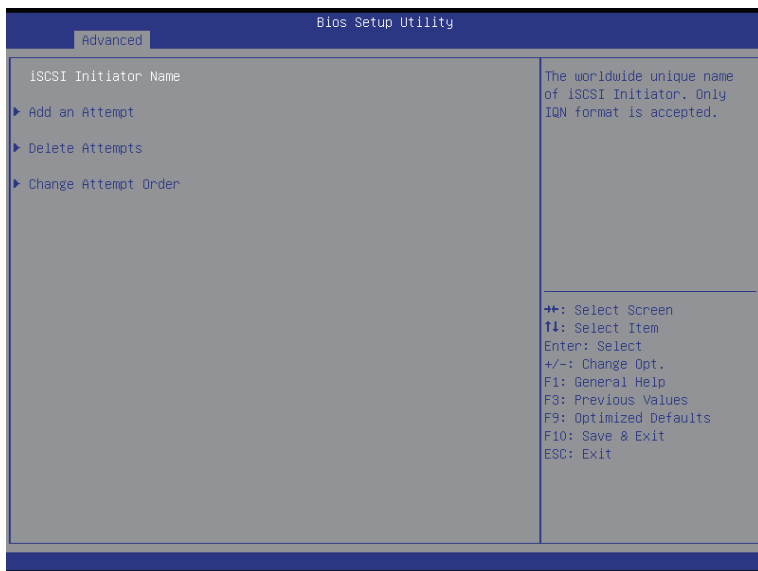 Bios Setup Utility
Advanced
iSCSI Initiator Name
Add an Attempt
Delete Attempts
Change Attempt Order
The worldwide unique name
of iSCSI Initiator. Only
IQN format is accepted.
→←: Select Screen
↑↓: Select Item
Enter: Select
+/-: Change Opt.
F1: General Help
F3: Previous Values
F9: Optimized Defaults
F10: Save & Exit
ESC: Exit